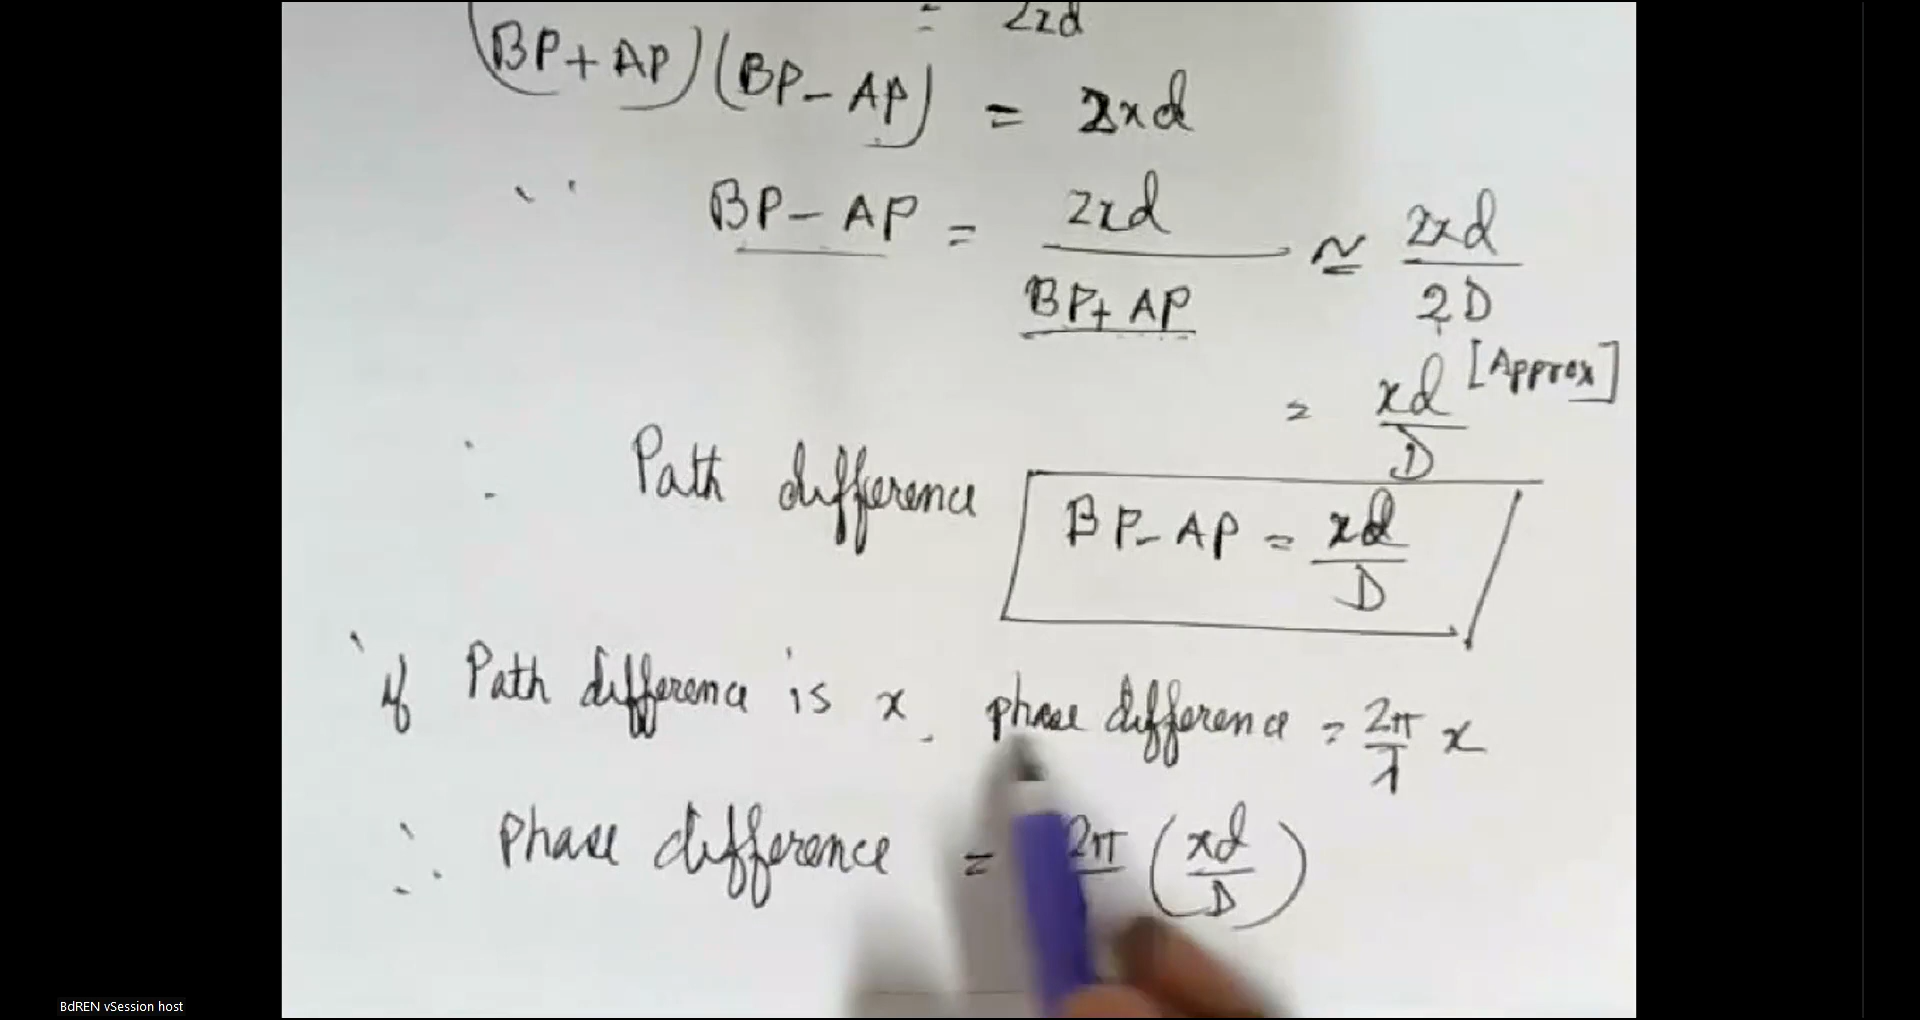 = 2xd
(BP + AP) (BP - AP) = 2xd
∵ BP - AP = 2xd / BP + AP ≅ 2xd / 2D
= xd / D [Approx]
∴ Path difference BP - AP = xd / D
if Path difference is x, phase difference = 2π/λ x
∴ Phase difference = 2π (xd / D)
BdREN vSession host